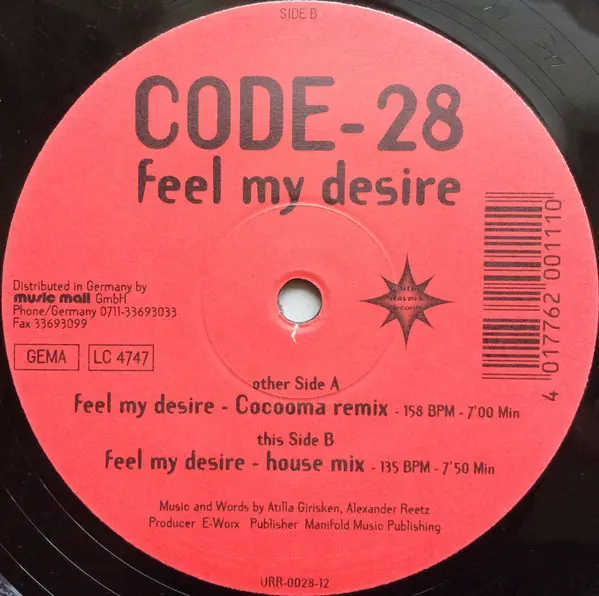 SIDE B
CODE-28
feel my desire
Distributed in Germany by
music mail GmbH
Phone/Germany 0711-33693033
Fax 33693099
GEMA LC 4747
Ravers
4 017762 001110
other Side A
feel my desire - Cocooma remix - 158 BPM - 7'00 Min
this Side B
feel my desire - house mix - 135 BPM - 7'50 Min
Music and Words by Atilla Girisken, Alexander Reetz
Producer E-Worx Publisher Manifold Music Publishing
URR-0028-12